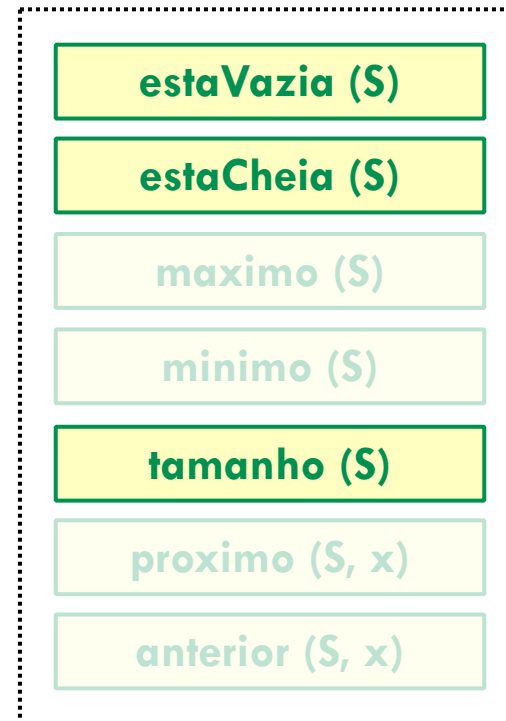 estaVazia (S)
estaCheia (S)
maximo (S)
minimo (S)
tamanho (S)
proximo (S, x)
anterior (S, x)